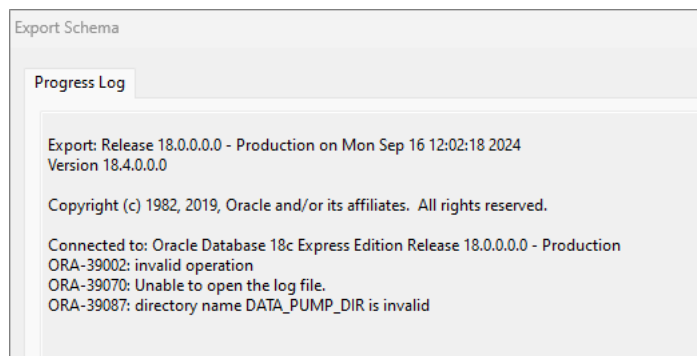 Export Schema
Progress Log
Export: Release 18.0.0.0.0 - Production on Mon Sep 16 12:02:18 2024
Version 18.4.0.0.0
Copyright (c) 1982, 2019, Oracle and/or its affiliates.  All rights reserved.
Connected to: Oracle Database 18c Express Edition Release 18.0.0.0.0 - Production
ORA-39002: invalid operation
ORA-39070: Unable to open the log file.
ORA-39087: directory name DATA_PUMP_DIR is invalid